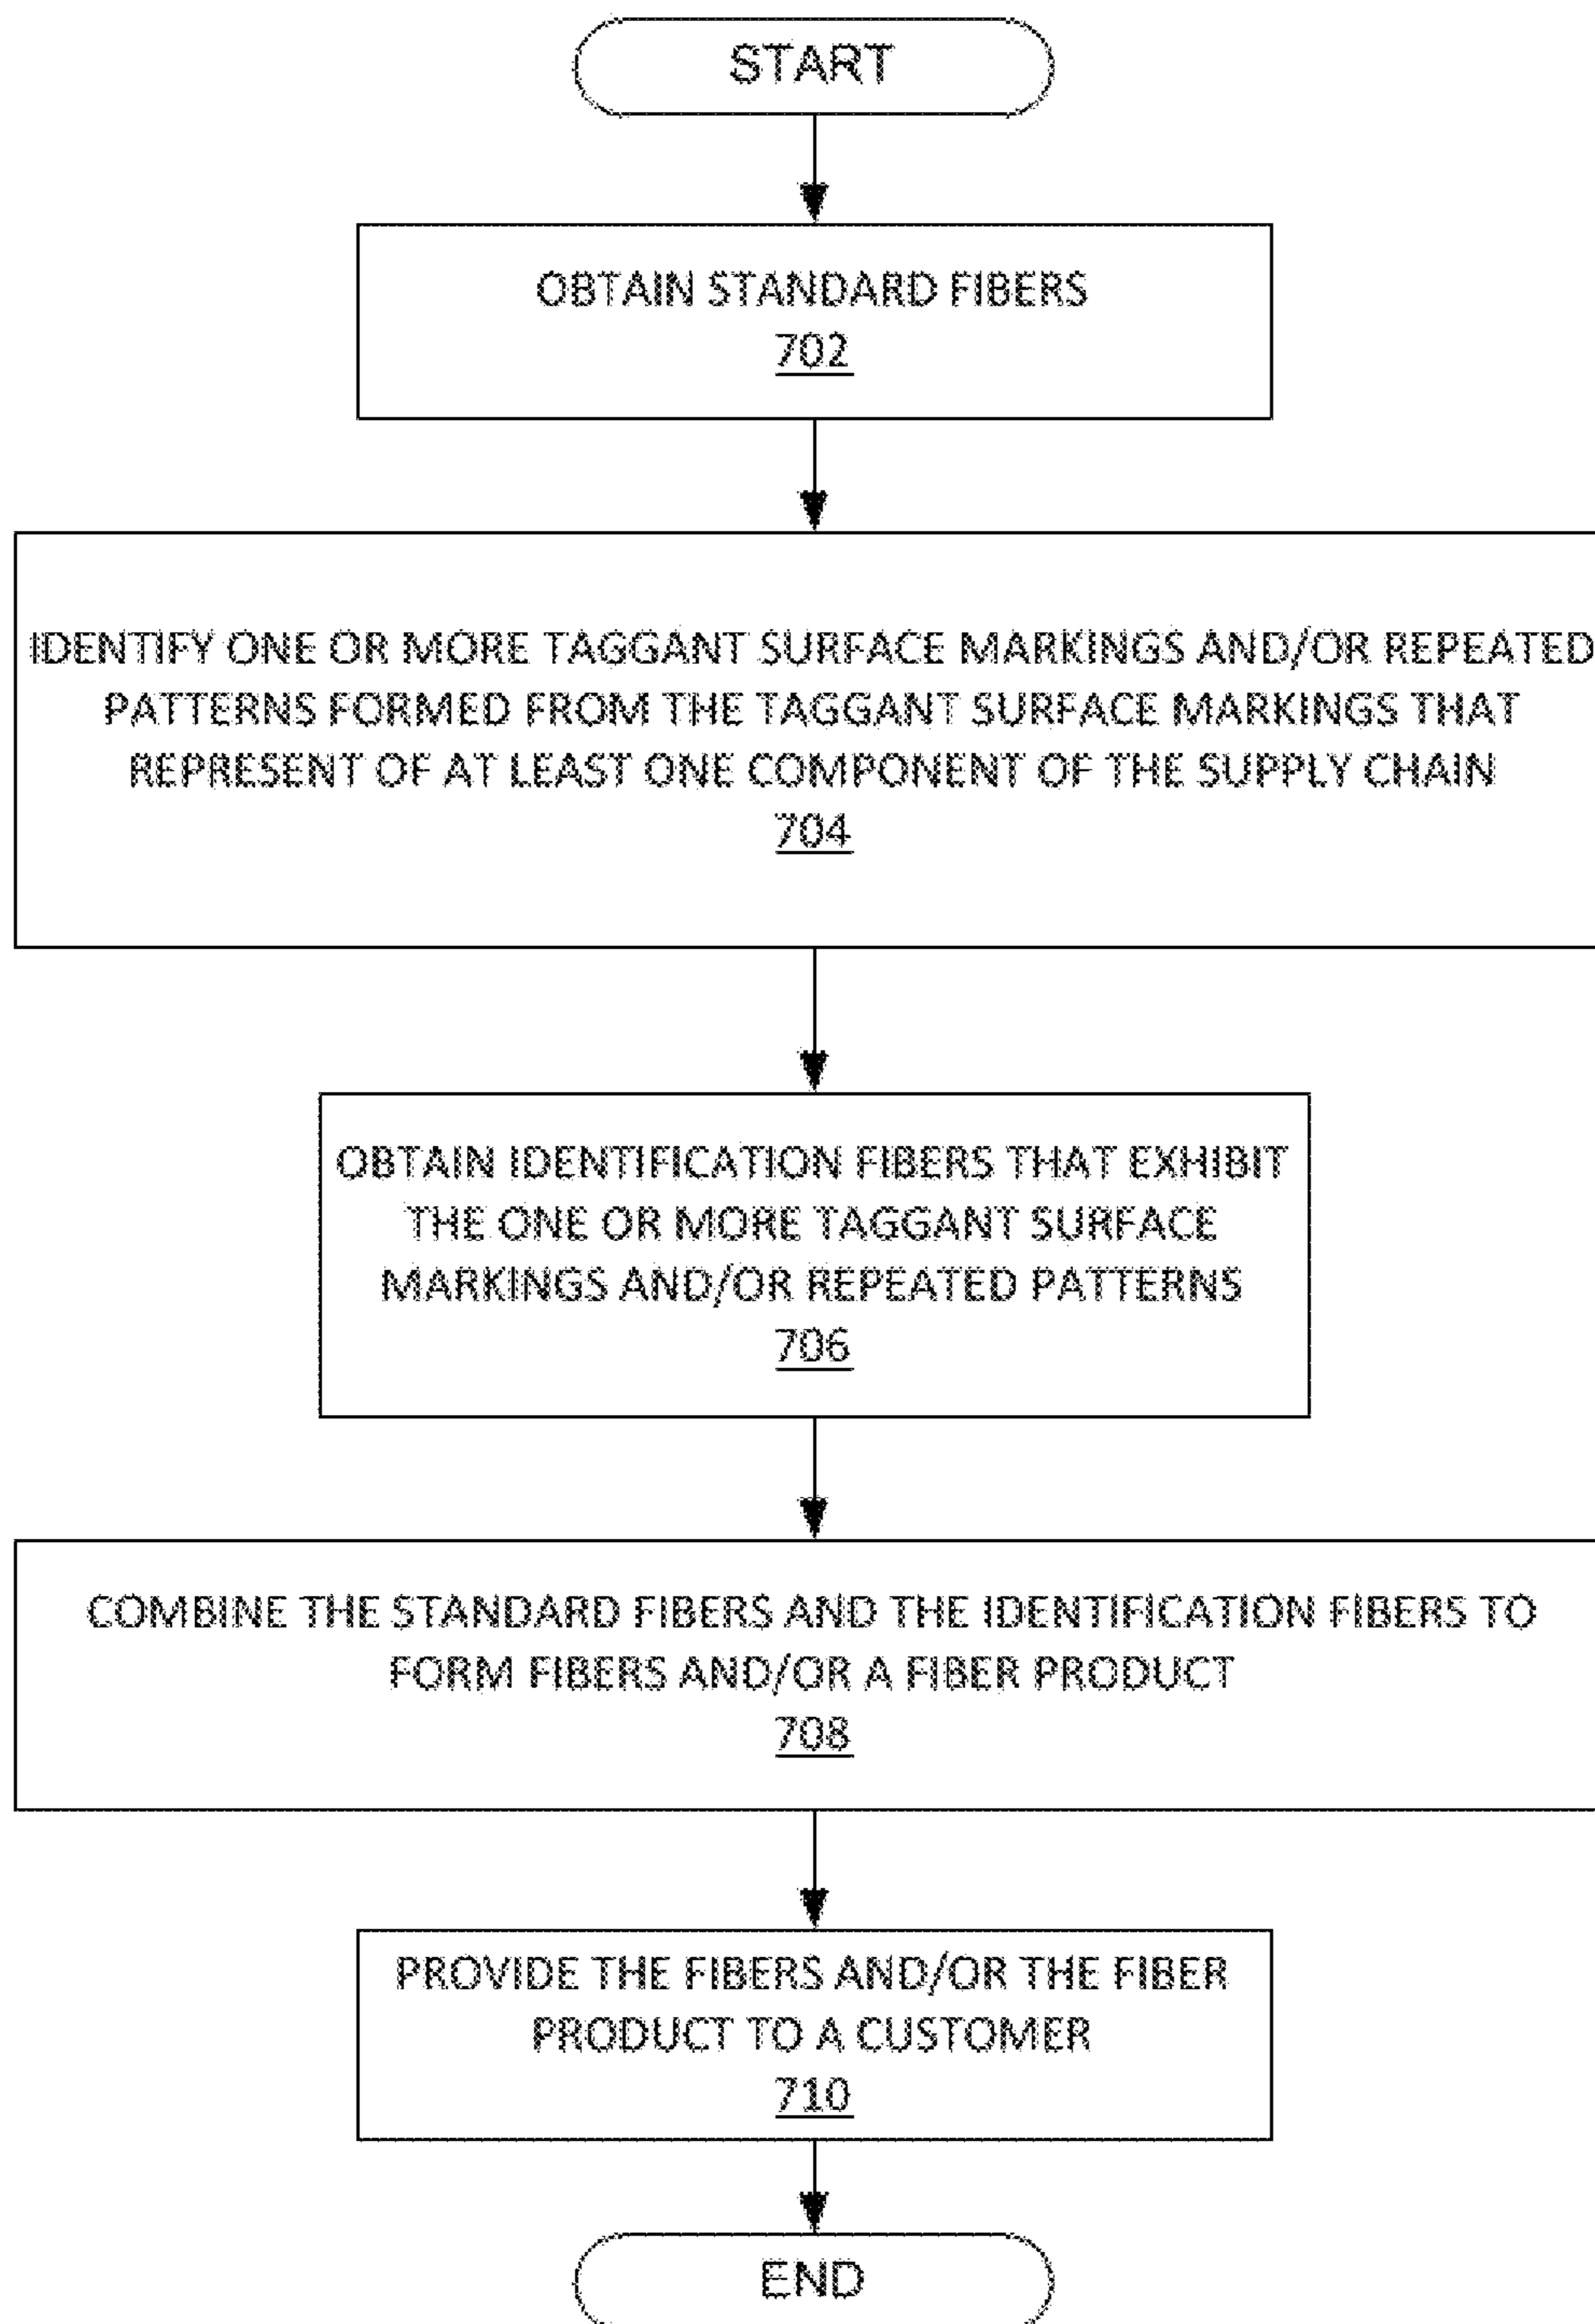 START
OBTAIN STANDARD FIBERS
702
IDENTIFY ONE OR MORE TAGGANT SURFACE MARKINGS AND/OR REPEATED
PATTERNS FORMED FROM THE TAGGANT SURFACE MARKINGS THAT
REPRESENT OF AT LEAST ONE COMPONENT OF THE SUPPLY CHAIN
704
OBTAIN IDENTIFICATION FIBERS THAT EXHIBIT
THE ONE OR MORE TAGGANT SURFACE
MARKINGS AND/OR REPEATED PATTERNS
706
COMBINE THE STANDARD FIBERS AND THE IDENTIFICATION FIBERS TO
FORM FIBERS AND/OR A FIBER PRODUCT
708
PROVIDE THE FIBERS AND/OR THE FIBER
PRODUCT TO A CUSTOMER
710
END